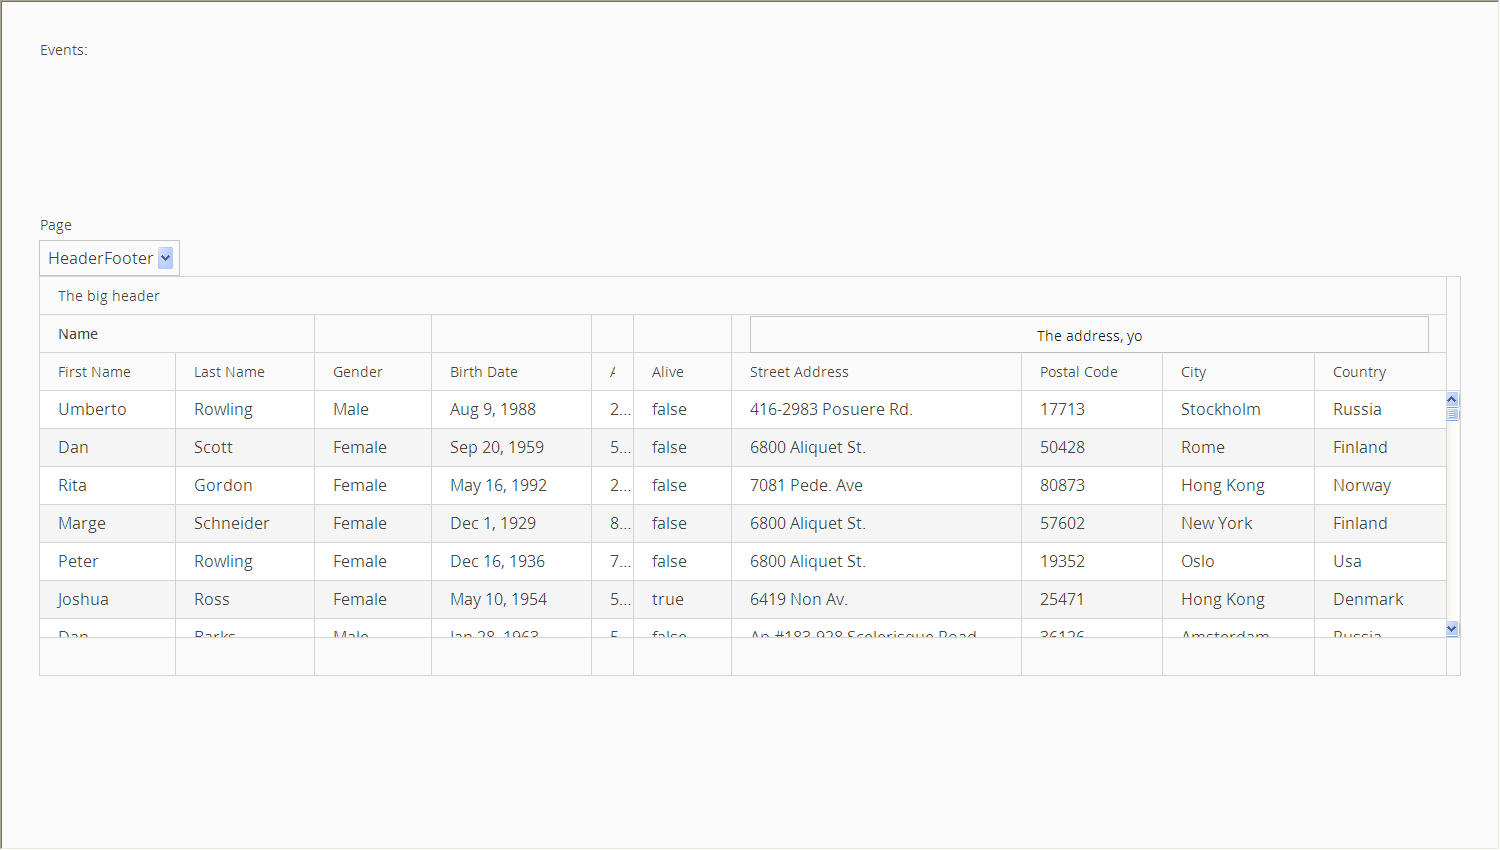 Events:
Page
HeaderFooter
The big header
Name The address, yo
First Name Last Name Gender Birth Date Alive Street Address Postal Code City Country
Umberto Rowling Male Aug 9, 1988 2... false 416-2983 Posuere Rd. 17713 Stockholm Russia
Dan Scott Female Sep 20, 1959 5... false 6800 Aliquet St. 50428 Rome Finland
Rita Gordon Female May 16, 1992 2... false 7081 Pede. Ave 80873 Hong Kong Norway
Marge Schneider Female Dec 1, 1929 8... false 6800 Aliquet St. 57602 New York Finland
Peter Rowling Female Dec 16, 1936 7... false 6800 Aliquet St. 19352 Oslo Usa
Joshua Ross Female May 10, 1954 5... true 6419 Non Av. 25471 Hong Kong Denmark
Dan Parks Male Jan 28, 1963 5... false Ap #183-928 Scelerisque Road 36126 Amsterdam Russia